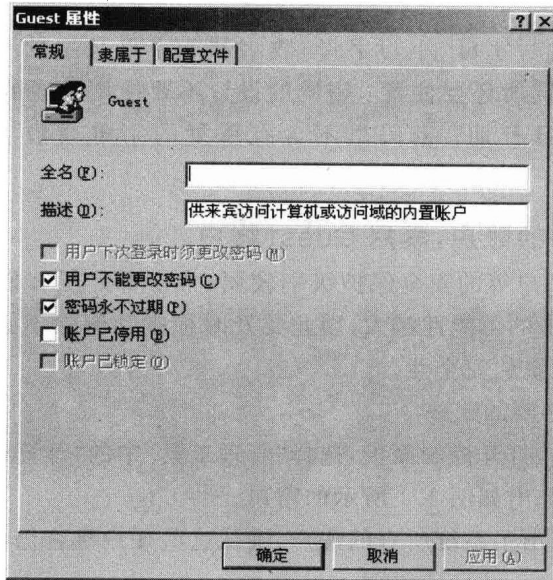 Guest 属性
常规 隶属于 配置文件
Guest
全名(F):
描述(D): 供来宾访问计算机或访问域的内置账户
用户下次登录时须更改密码(M)
用户不能更改密码(C)
密码永不过期(P)
账户已停用(B)
账户已锁定(O)
确定 取消 应用(A)